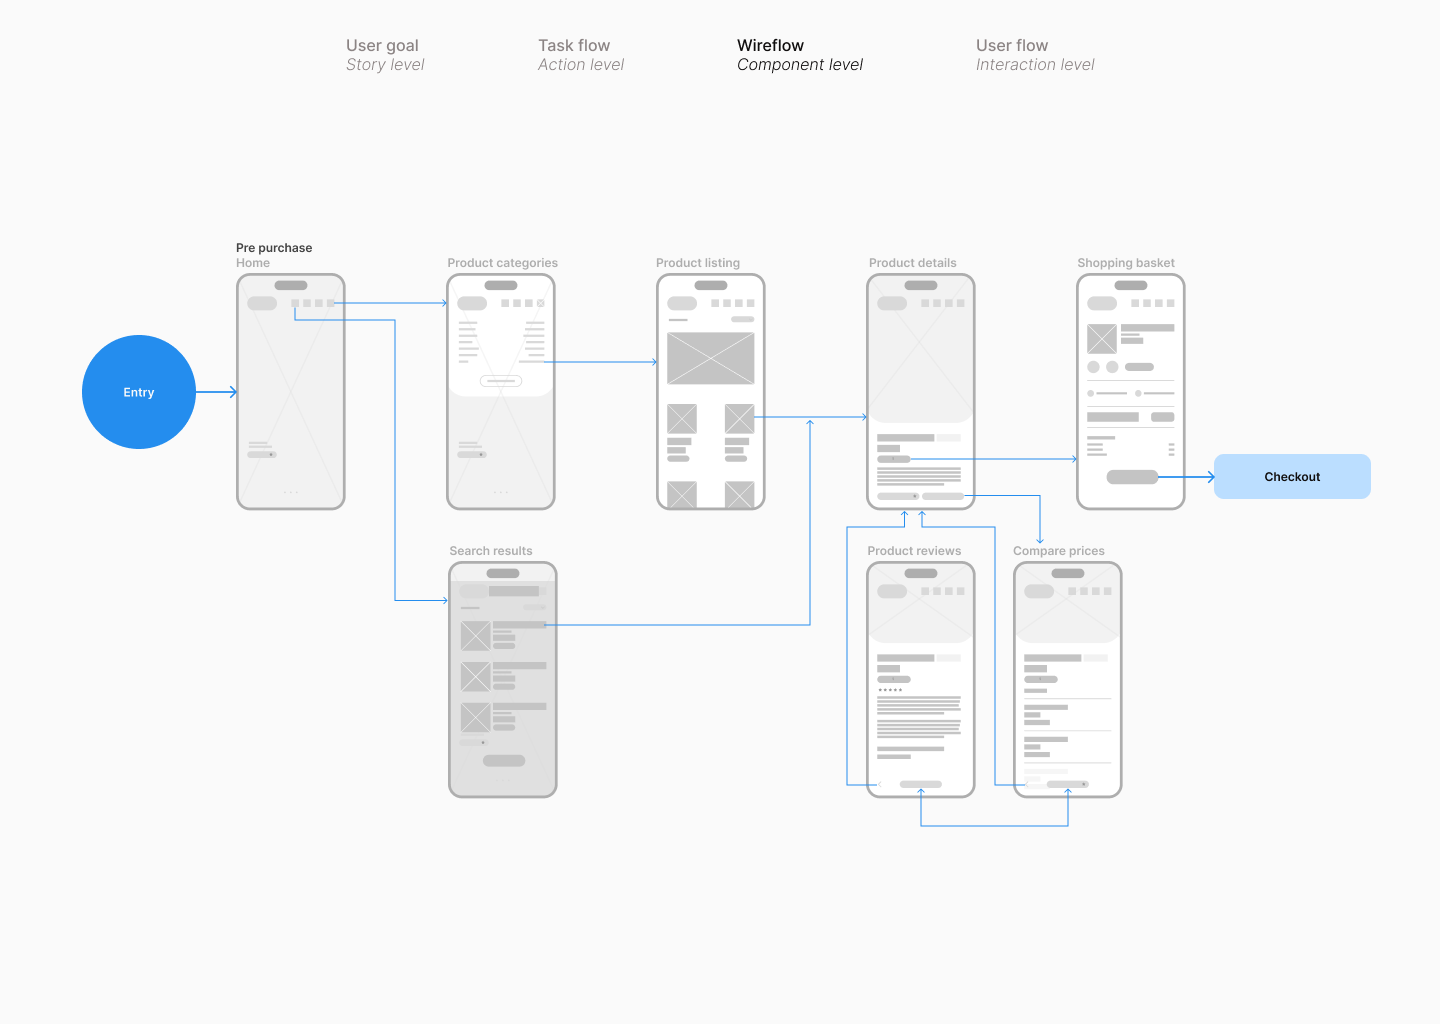 User goal
Story level
Task flow
Action level
Wireflow
Component level
User flow
Interaction level
Pre purchase
Home
Product categories
Product listing
Product details
Shopping basket
Entry
Checkout
Search results
Product reviews
Compare prices